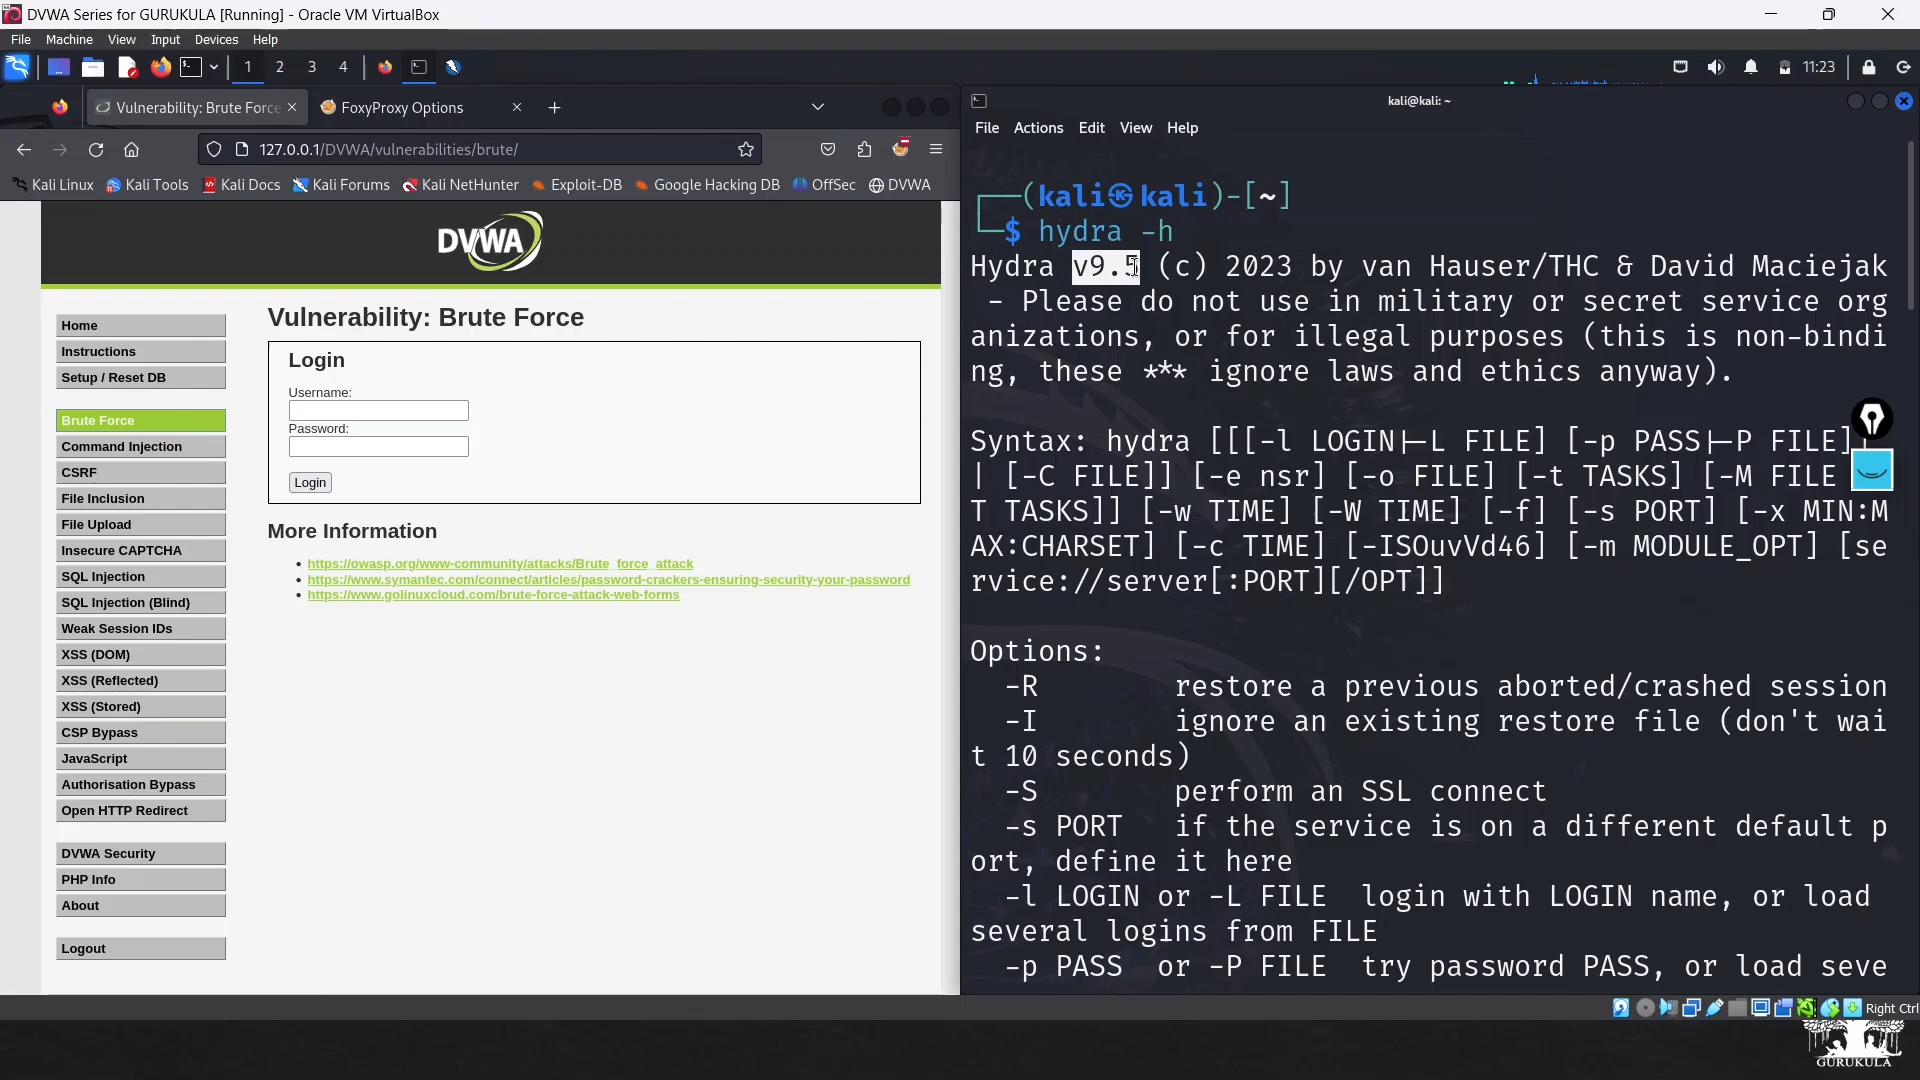 DVWA Series for GURUKULA [Running] - Oracle VM VirtualBox
File Machine View Input Devices Help
1 2 3 4 11:23
Vulnerability: Brute Force FoxyProxy Options
127.0.0.1/DVWA/vulnerabilities/brute/
Kali Linux Kali Tools Kali Docs Kali Forums Kali NetHunter Exploit-DB Google Hacking DB OffSec DVWA
DVWA
Home
Instructions
Setup / Reset DB
Brute Force
Command Injection
CSRF
File Inclusion
File Upload
Insecure CAPTCHA
SQL Injection
SQL Injection (Blind)
Weak Session IDs
XSS (DOM)
XSS (Reflected)
XSS (Stored)
CSP Bypass
JavaScript
Authorisation Bypass
Open HTTP Redirect
DVWA Security
PHP Info
About
Logout
Vulnerability: Brute Force
Login
Username:
Password:
Login
More Information
• https://owasp.org/www-community/attacks/Brute_force_attack
• https://www.symantec.com/connect/articles/password-crackers-ensuring-security-your-password
• https://www.golinuxcloud.com/brute-force-attack-web-forms
kali@kali: ~
File Actions Edit View Help
┌──(kali㉿kali)-[~]
└─$ hydra -h
Hydra v9.5 (c) 2023 by van Hauser/THC & David Maciejak
- Please do not use in military or secret service org
anizations, or for illegal purposes (this is non-bindi
ng, these *** ignore laws and ethics anyway).
Syntax: hydra [[[-l LOGIN|-L FILE] [-p PASS|-P FILE]
| [-C FILE]] [-e nsr] [-o FILE] [-t TASKS] [-M FILE
T TASKS]] [-w TIME] [-W TIME] [-f] [-s PORT] [-x MIN:M
AX:CHARSET] [-c TIME] [-ISOuvVd46] [-m MODULE_OPT] [se
rvice://server[:PORT][/OPT]]
Options:
-R restore a previous aborted/crashed session
-I ignore an existing restore file (don't wai
t 10 seconds)
-S perform an SSL connect
-s PORT if the service is on a different default p
ort, define it here
-l LOGIN or -L FILE login with LOGIN name, or load
several logins from FILE
-p PASS or -P FILE try password PASS, or load seve
Right Ctrl
GURUKULA